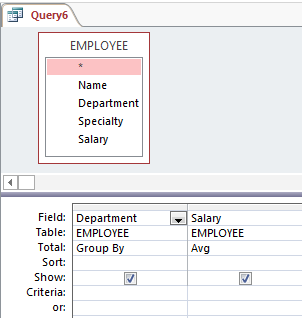 Query6
EMPLOYEE
*
Name
Department
Specialty
Salary
Field: Department Salary
Table: EMPLOYEE EMPLOYEE
Total: Group By Avg
Sort:
Show:
Criteria:
or: